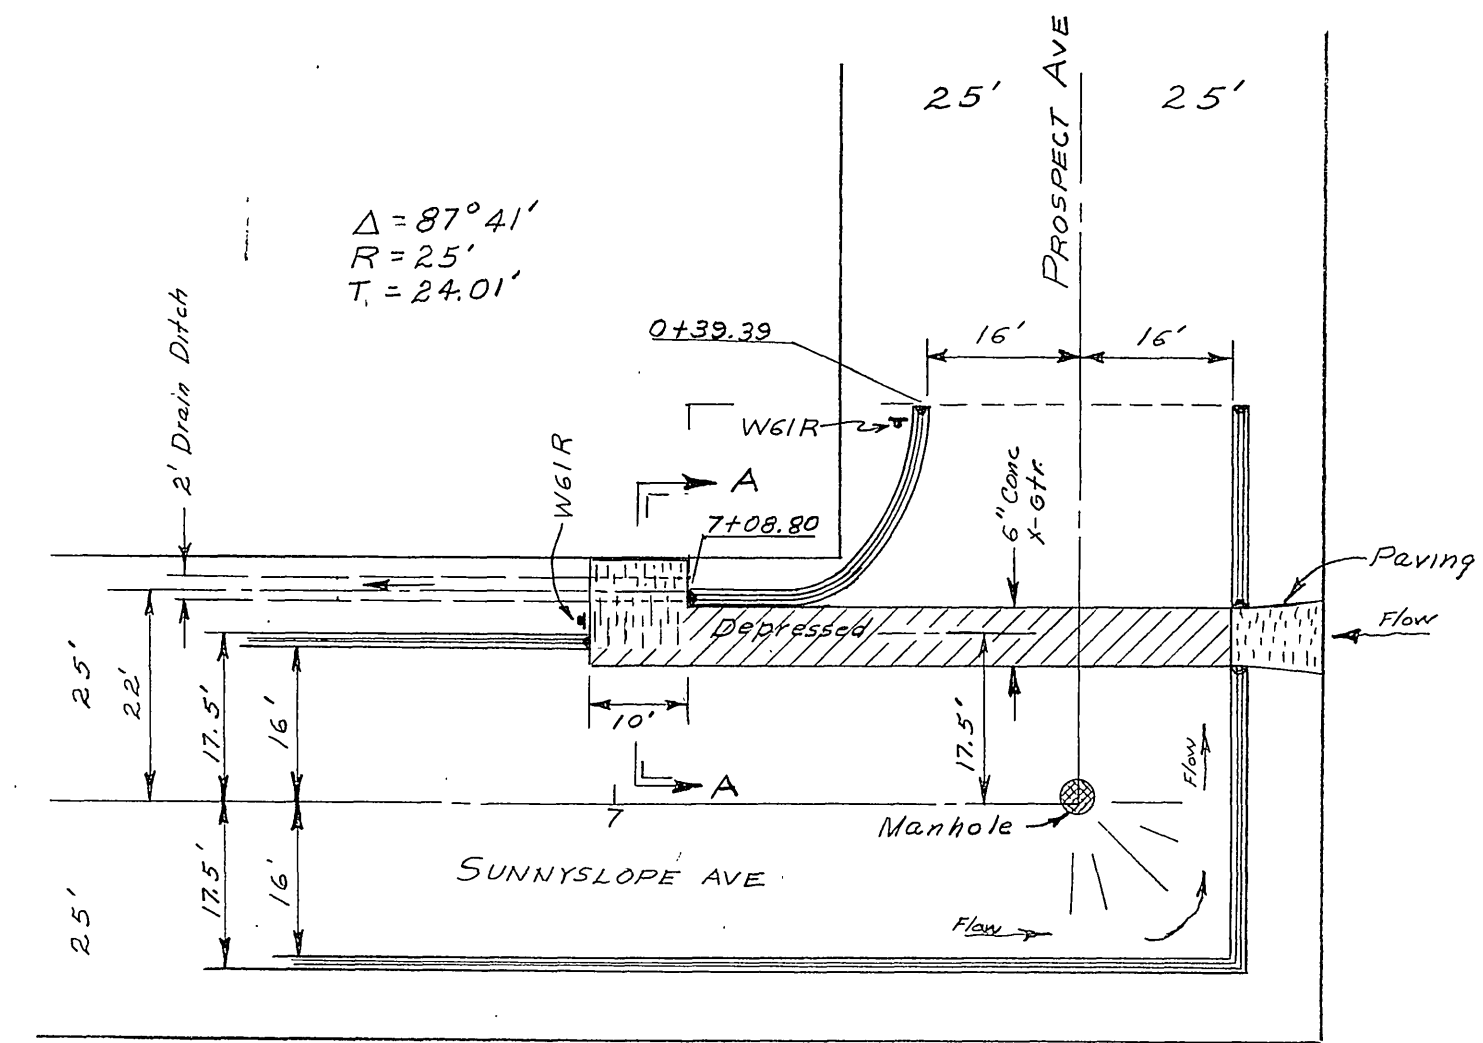 25'
25'
PROSPECT AVE
Δ = 87° 41'
R = 25'
T. = 24.01'
2' Drain Ditch
0+39.39
16'
16'
W61R
W61R
A
7+08.80
6" Conc
X-Gtr.
Paving
Flow
Depressed
25'
22'
17.5'
16'
10'
17.5'
Flow
A
7
Manhole
SUNNYSLOPE AVE
25'
17.5'
16'
Flow